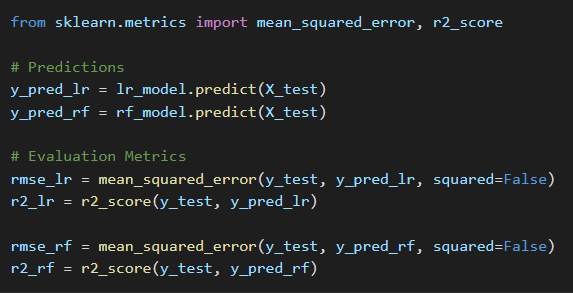 from sklearn.metrics import mean_squared_error, r2_score
# Predictions
y_pred_lr = lr_model.predict(X_test)
y_pred_rf = rf_model.predict(X_test)
# Evaluation Metrics
rmse_lr = mean_squared_error(y_test, y_pred_lr, squared=False)
r2_lr = r2_score(y_test, y_pred_lr)
rmse_rf = mean_squared_error(y_test, y_pred_rf, squared=False)
r2_rf = r2_score(y_test, y_pred_rf)